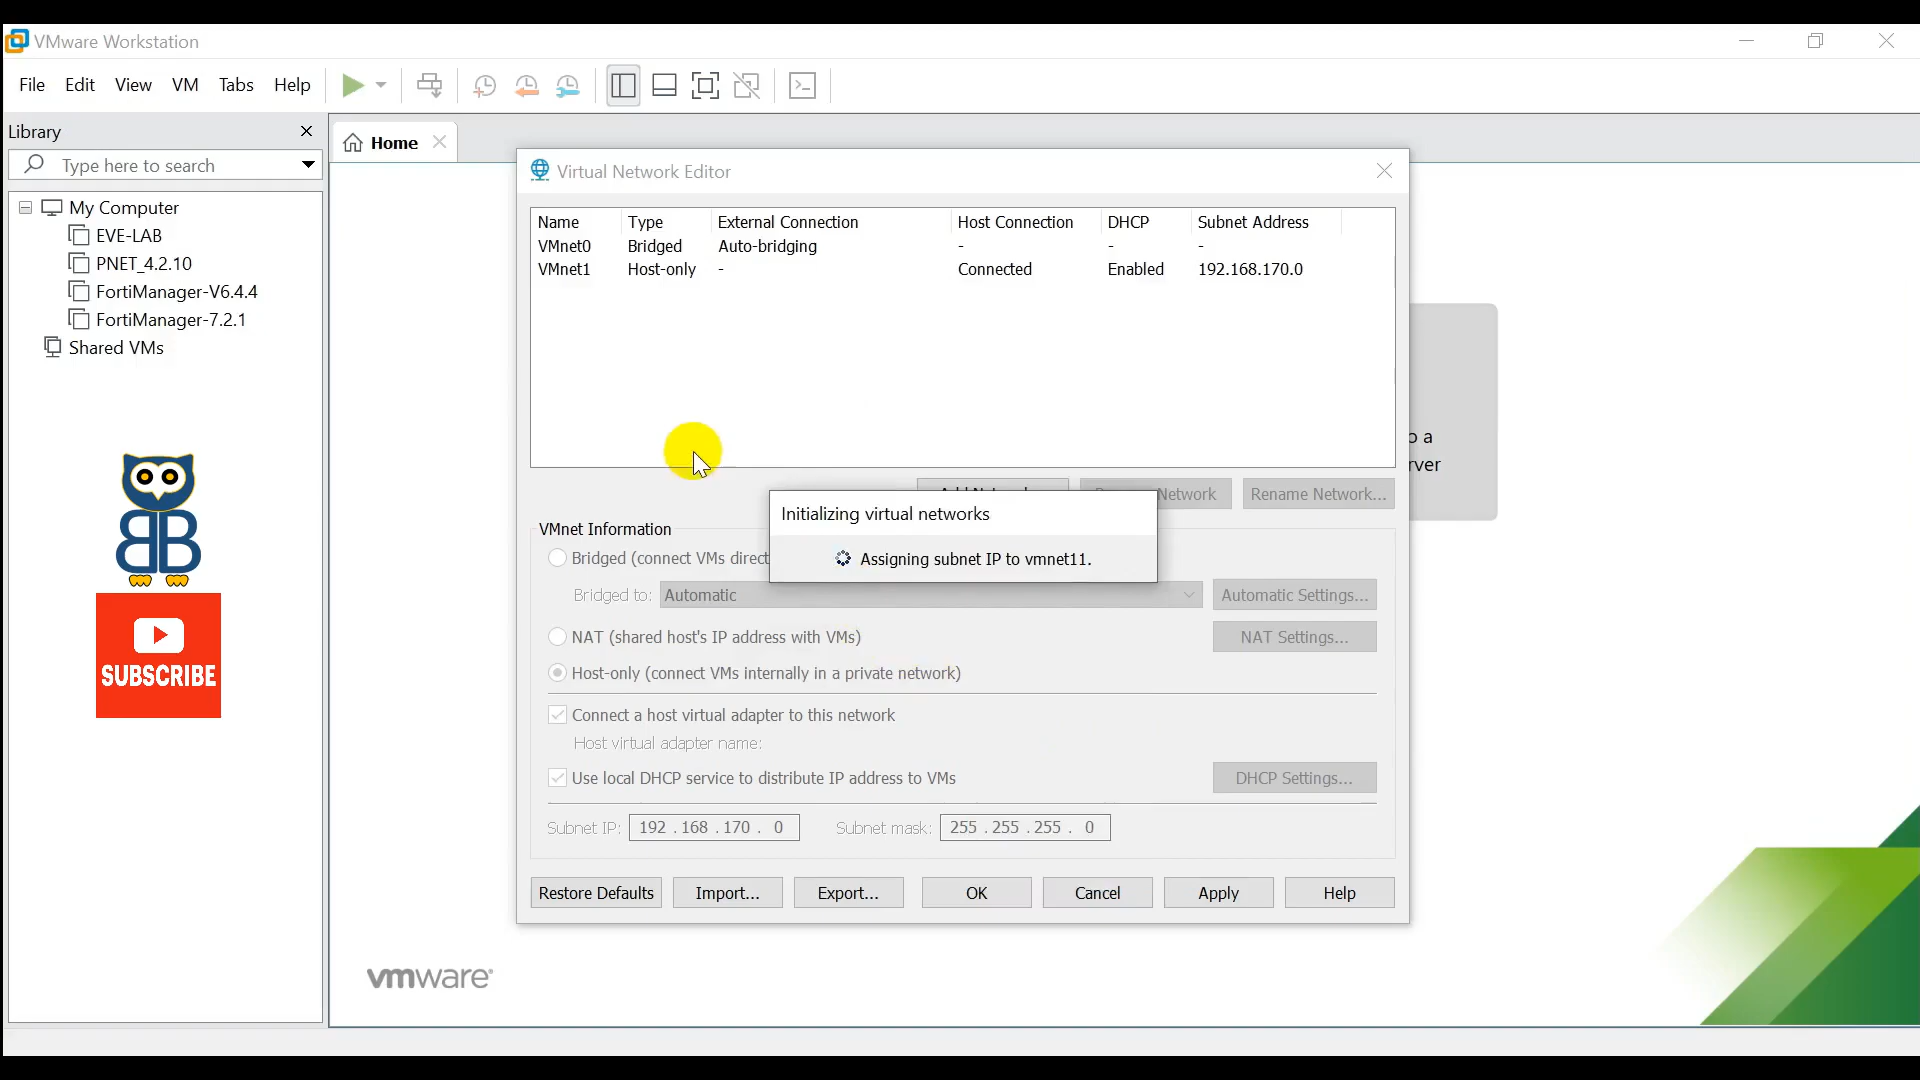 VMware Workstation
File Edit View VM Tabs Help
Library
Home
Type here to search
My Computer
EVE-LAB
PNET_4.2.10
FortiManager-V6.4.4
FortiManager-7.2.1
Shared VMs
SUBSCRIBE
Virtual Network Editor
Name Type External Connection Host Connection DHCP Subnet Address
VMnet0 Bridged Auto-bridging - - -
VMnet1 Host-only - Connected Enabled 192.168.170.0
Network Rename Network...
Initializing virtual networks
Assigning subnet IP to vmnet11.
VMnet Information
Bridged (connect VMs direct
Bridged to: Automatic Automatic Settings...
NAT (shared host's IP address with VMs) NAT Settings...
Host-only (connect VMs internally in a private network)
Connect a host virtual adapter to this network
Host virtual adapter name:
Use local DHCP service to distribute IP address to VMs DHCP Settings...
Subnet IP: 192 . 168 . 170 . 0 Subnet mask: 255 . 255 . 255 . 0
Restore Defaults Import... Export... OK Cancel Apply Help
o a
rver
vmware